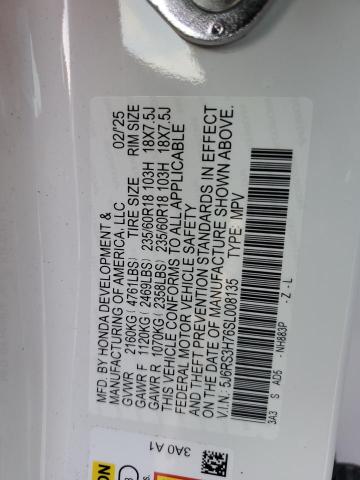 MFD. BY HONDA DEVELOPMENT &
MANUFACTURING OF AMERICA, LLC 02/'25
TIRE SIZE RIM SIZE
GVWR 2160KG (4761LBS)
GAWR F 1120KG (2469LBS) 235/60R18 103H 18X7.5J
GAWR R 1070KG (2358LBS) 235/60R18 103H 18X7.5J
THIS VEHICLE CONFORMS TO ALL APPLICABLE
FEDERAL MOTOR VEHICLE SAFETY
AND THEFT PREVENTION STANDARDS IN EFFECT
ON THE DATE OF MANUFACTURE SHOWN ABOVE.
V.I.N.: 5J6RS3H76SL008135 TYPE: MPV
3A3 S AD5 -NH883P -Z -L
3A0 A1